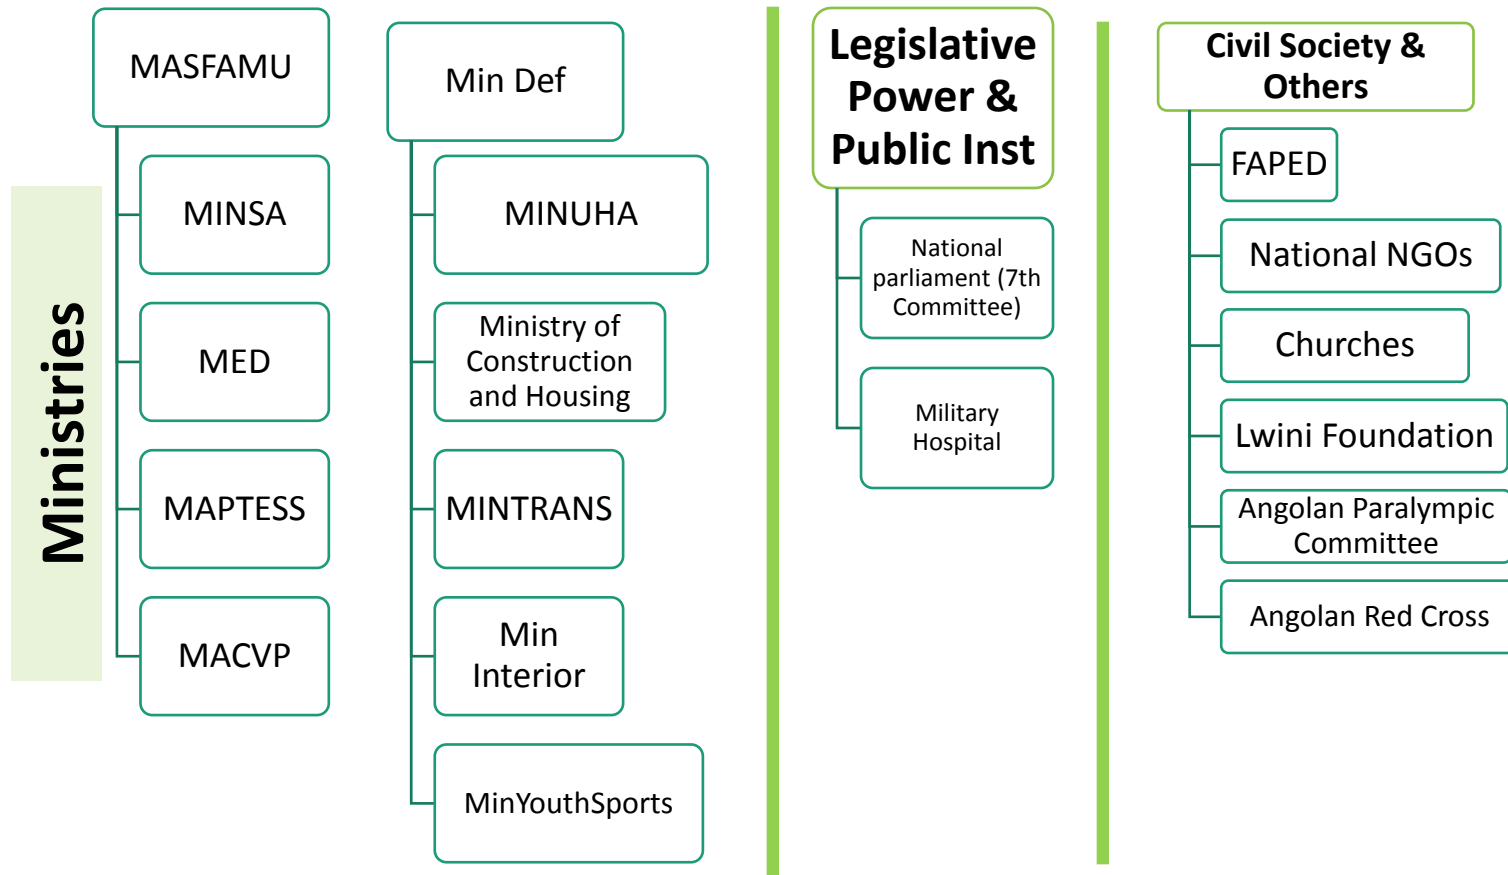 Ministries
MASFAMU
MINSA
MED
MAPTESS
MACVP
Min Def
MINUHA
Ministry of
Construction
and Housing
MINTRANS
Min
Interior
MinYouthSports
Legislative
Power &
Public Inst
National
parliament (7th
Committee)
Military
Hospital
Civil Society &
Others
FAPED
National NGOs
Churches
Lwini Foundation
Angolan Paralympic
Committee
Angolan Red Cross